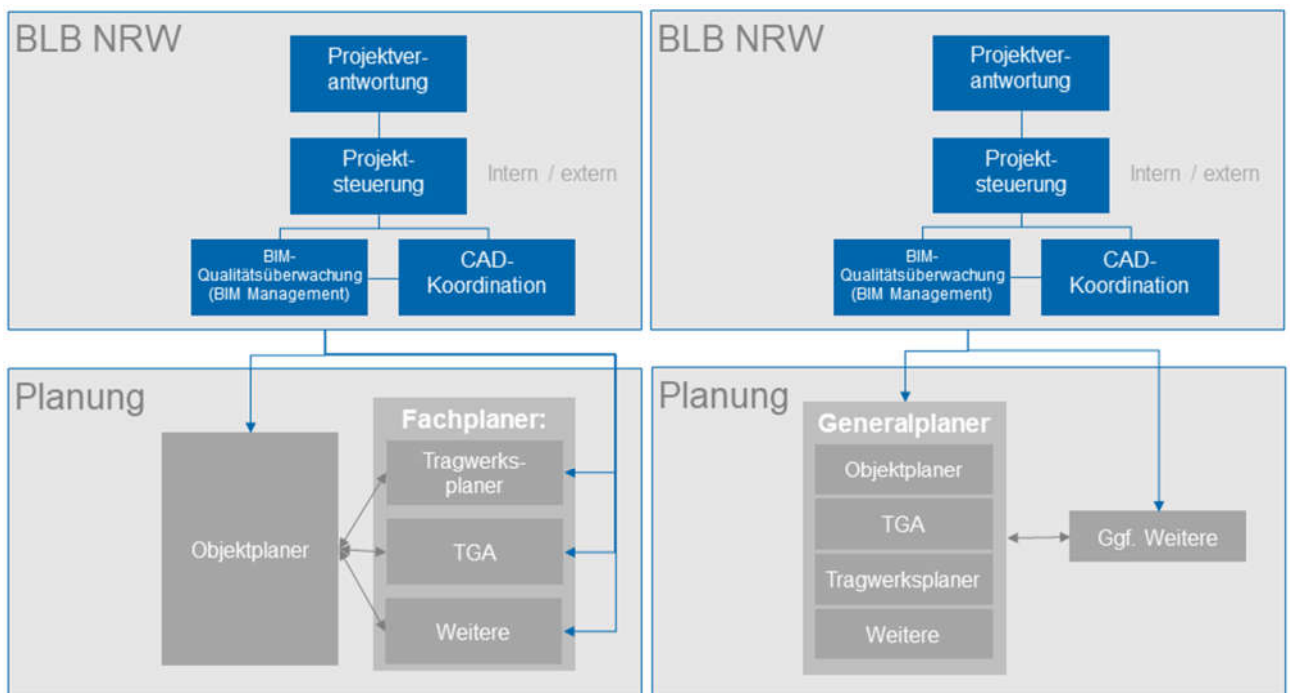 BLB NRW
Projektver-
antwortung
Projekt-
steuerung
Intern / extern
BIM-
Qualitätsüberwachung
(BIM Management)
CAD-
Koordination
Planung
Objektplaner
Fachplaner:
Tragwerks-
planer
TGA
Weitere
BLB NRW
Projektver-
antwortung
Projekt-
steuerung
Intern / extern
BIM-
Qualitätsüberwachung
(BIM Management)
CAD-
Koordination
Planung
Generalplaner
Objektplaner
TGA
Tragwerksplaner
Weitere
Ggf. Weitere